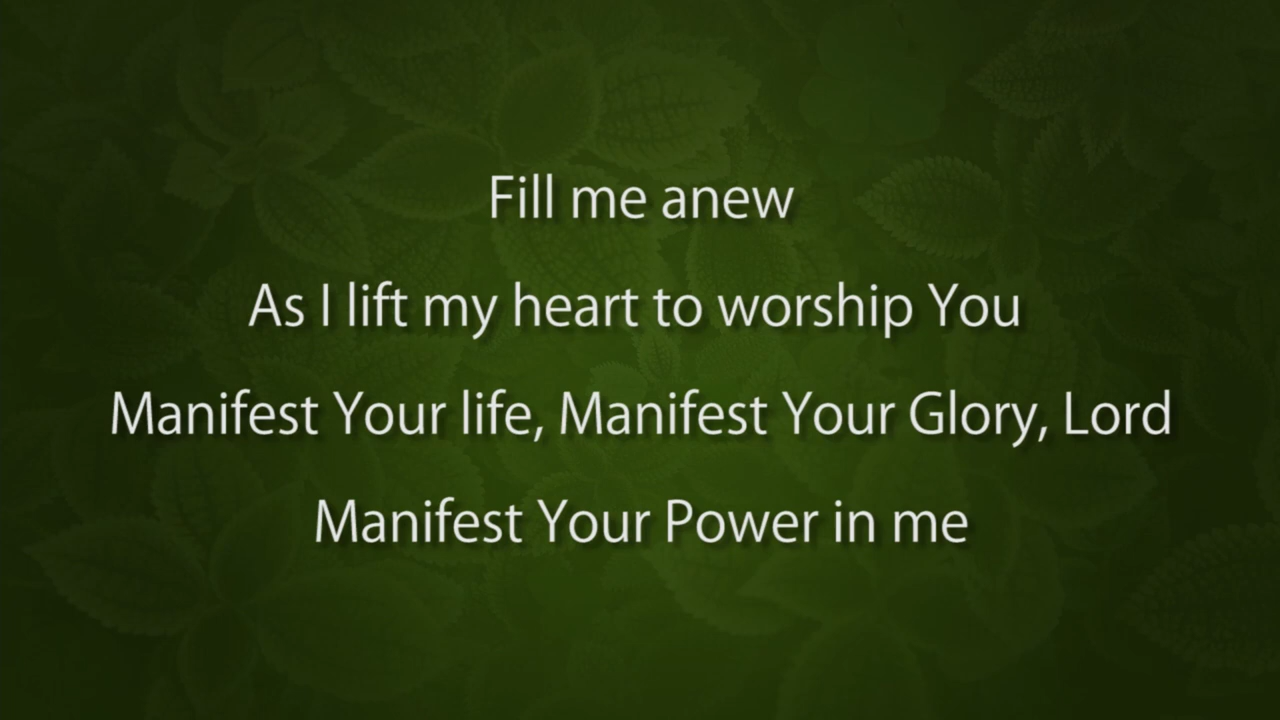 Fill me anew
As I lift my heart to worship You
Manifest Your life, Manifest Your Glory, Lord
Manifest Your Power in me